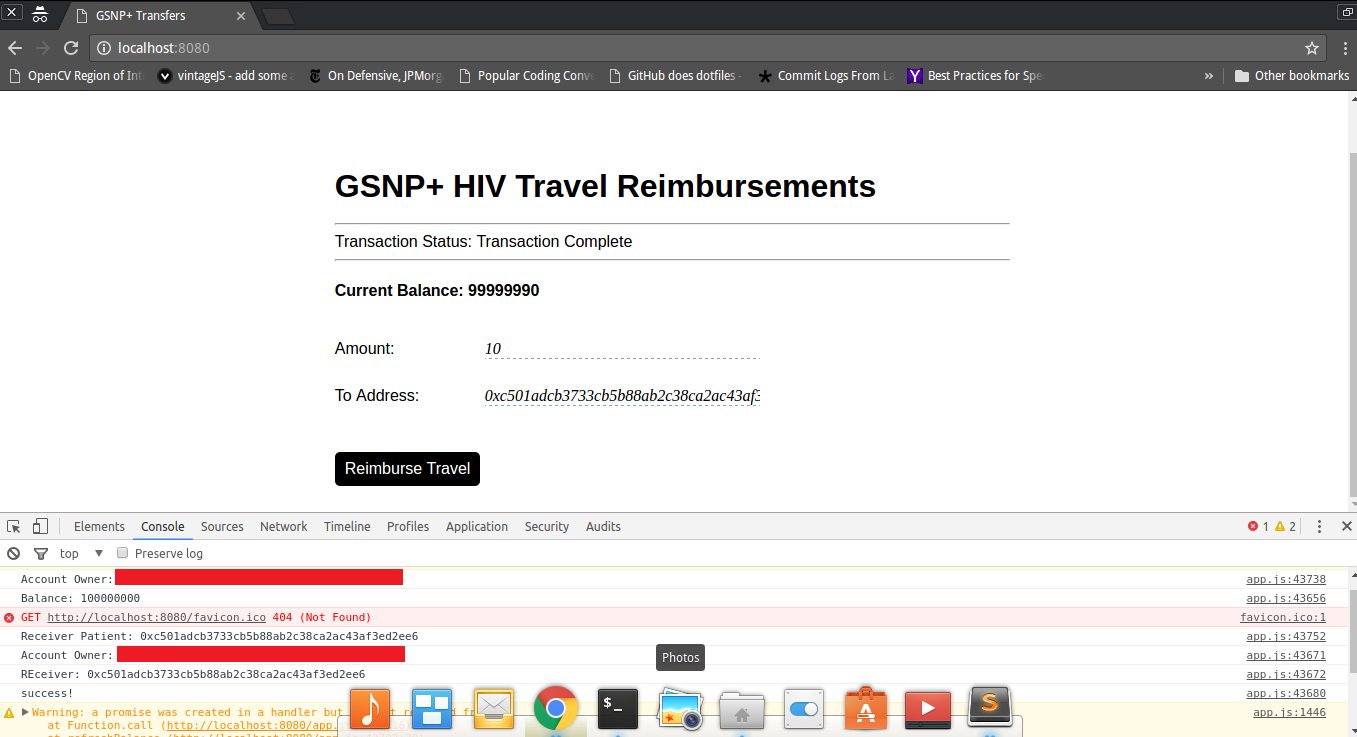 GSNP+ Transfers
localhost:8080
OpenCV Region of Int
vintageJS - add some
On Defensive, JPMorg
Popular Coding Conv
GitHub does dotfiles -
Commit Logs From La
Best Practices for Spe
»
Other bookmarks
GSNP+ HIV Travel Reimbursements
Transaction Status: Transaction Complete
Current Balance: 99999990
Amount: 10
To Address: 0xc501adcb3733cb5b88ab2c38ca2ac43af3
Reimburse Travel
Elements Console Sources Network Timeline Profiles Application Security Audits 1 2
top Preserve log
Account Owner: app.js:43738
Balance: 100000000 app.js:43656
GET http://localhost:8080/favicon.ico 404 (Not Found) favicon.ico:1
Receiver Patient: 0xc501adcb3733cb5b88ab2c38ca2ac43af3ed2ee6 app.js:43752
Account Owner: app.js:43671
Photos
REceiver: 0xc501adcb3733cb5b88ab2c38ca2ac43af3ed2ee6 app.js:43672
success! app.js:43680
Warning: a promise was created in a handler but app.js:1446
at Function.call (http://localhost:8080/app.